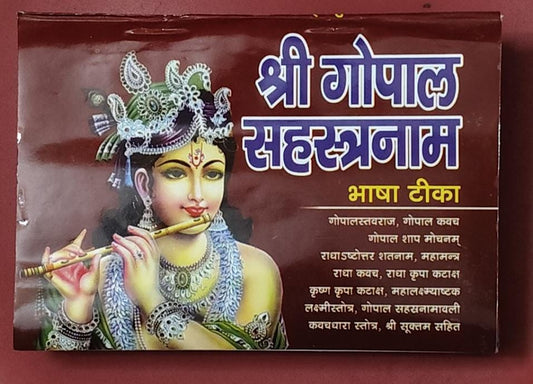 श्री गोपाल
सहस्त्रनाम
भाषा टीका
गोपालस्तवराज, गोपाल कवच
गोपाल शाप मोचनम्
राधाऽष्टोत्तर शतनाम, महामन्त्र
राधा कवच, राधा कृपा कटाक्ष
कृष्ण कृपा कटाक्ष, महालक्ष्म्याष्टक
लक्ष्मीस्तोत्र, गोपाल सहस्रनामावली
कवचधारा स्तोत्र, श्री सूक्तम सहित